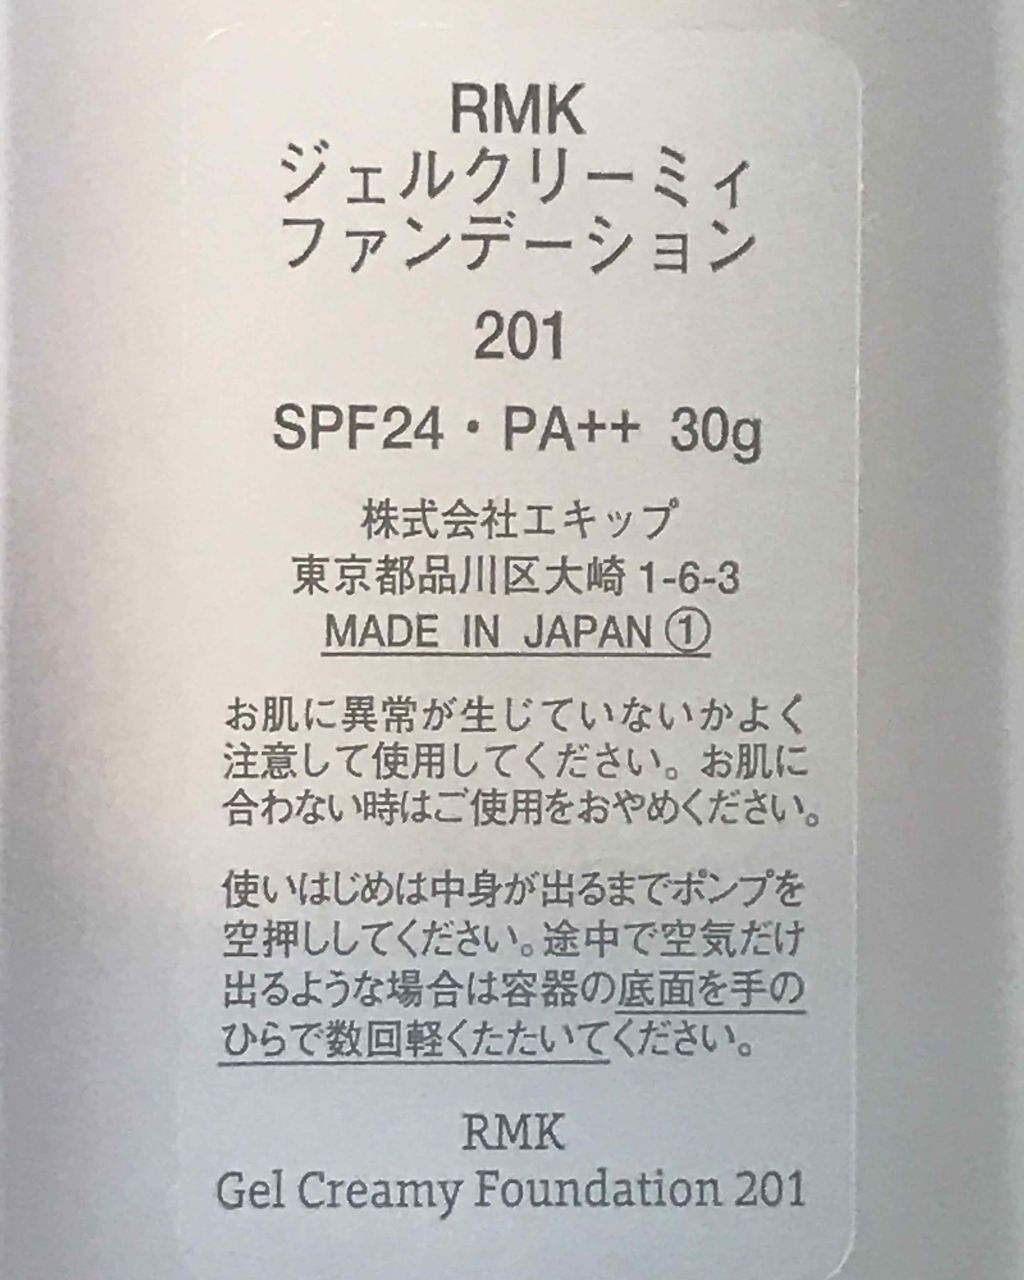 RMK
ジェルクリーミィ
ファンデーション
201
SPF24・PA++ 30g
株式会社エキップ
東京都品川区大崎1-6-3
MADE IN JAPAN①
お肌に異常が生じていないかよく
注意して使用してください。お肌に
合わない時はご使用をおやめください。
使いはじめは中身が出るまでポンプを
空押ししてください。途中で空気だけ
出るような場合は容器の底面を手の
ひらで数回軽くたたいてください。
RMK
Gel Creamy Foundation 201